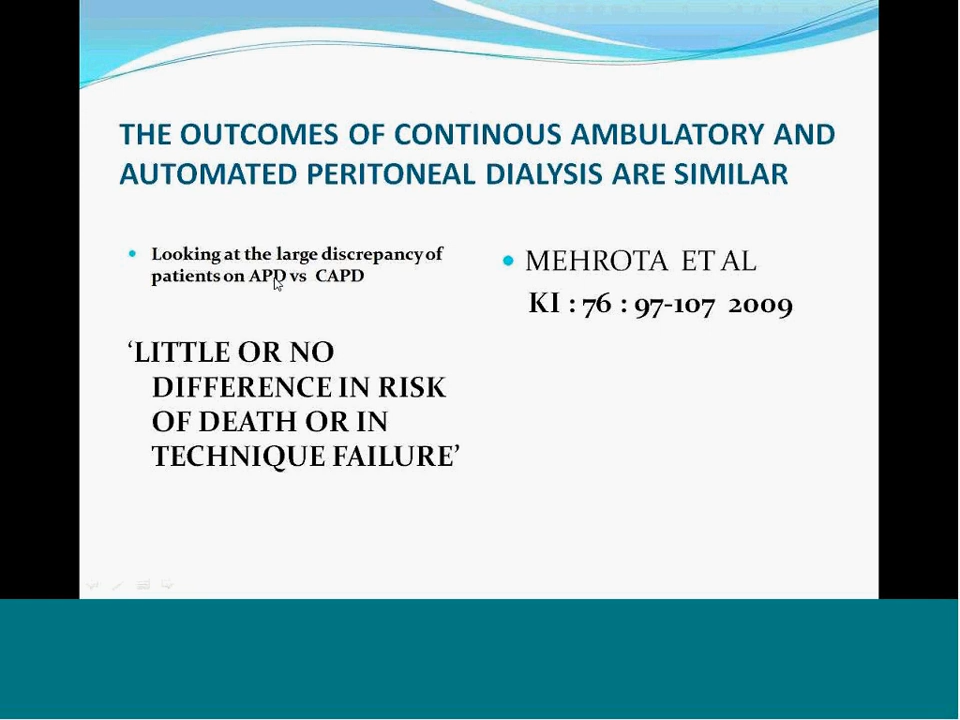 THE OUTCOMES OF CONTINOUS AMBULATORY AND
AUTOMATED PERITONEAL DIALYSIS ARE SIMILAR
• Looking at the large discrepancy of
patients on APD vs CAPD
‘LITTLE OR NO
DIFFERENCE IN RISK
OF DEATH OR IN
TECHNIQUE FAILURE’
• MEHROTA ET AL
KI : 76 : 97-107 2009